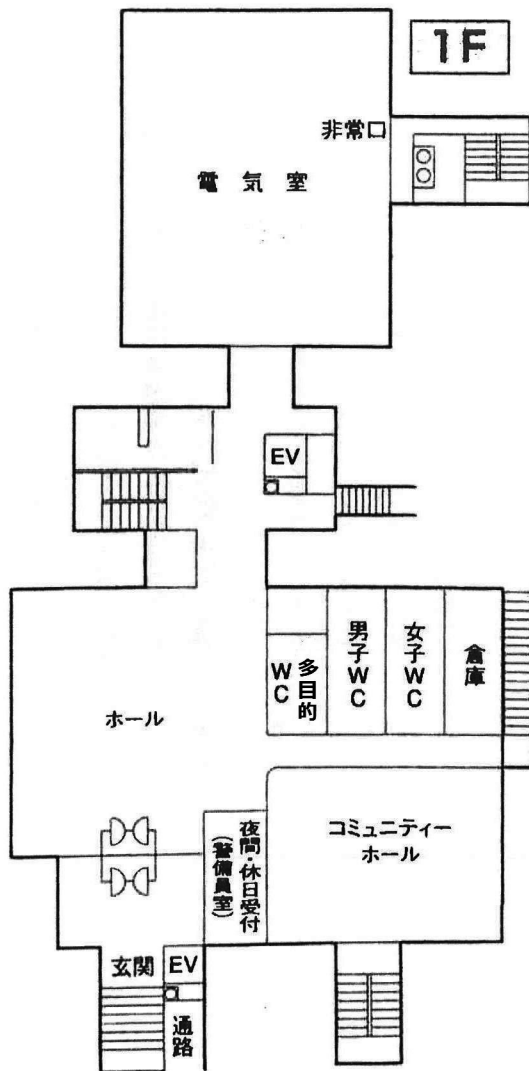 1F
非常口
電気室
EV
多目的
WC
男子WC
女子WC
倉庫
ホール
夜間・休日受付
(警備員室)
コミュニティー
ホール
玄関
EV
通路